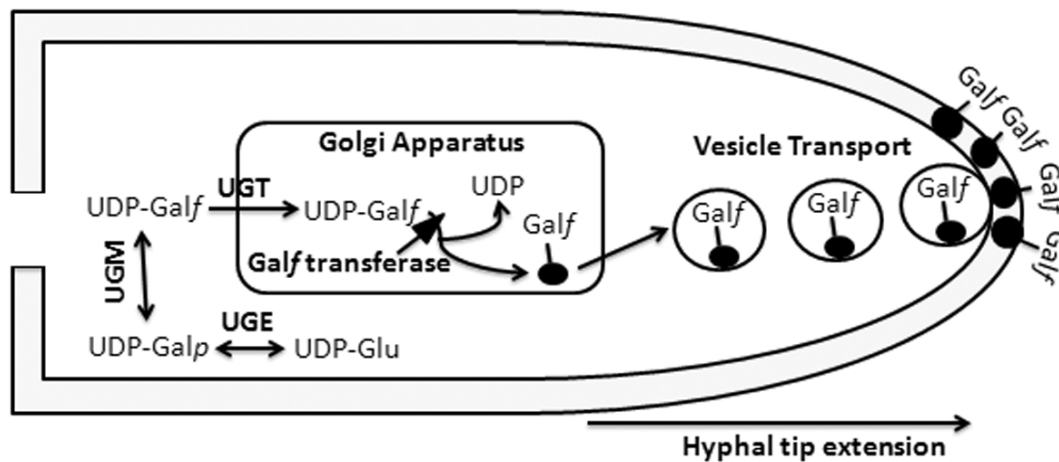 Galf
Galf
Galf
Galf
Golgi Apparatus
Vesicle Transport
UGT
UDP
UDP-Galf
UDP-Galf
Galf
Galf
Galf
Galf
Galf transferase
UGM
UGE
UDP-Galp
UDP-Glu
Hyphal tip extension